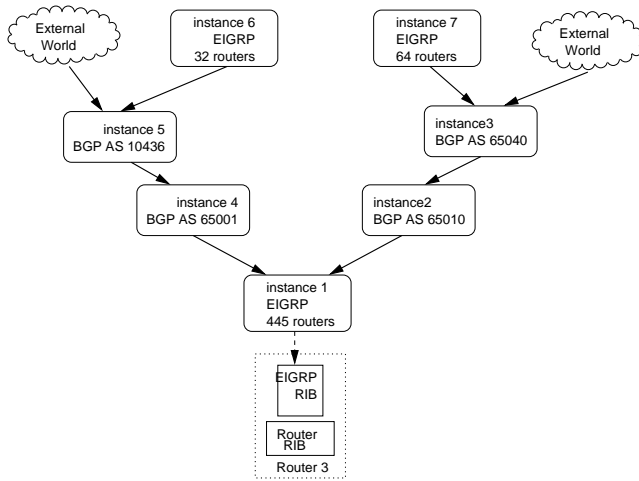 External
World
instance 6
EIGRP
32 routers
instance 7
EIGRP
64 routers
External
World
instance 5
BGP AS 10436
instance3
BGP AS 65040
instance 4
BGP AS 65001
instance2
BGP AS 65010
instance 1
EIGRP
445 routers
EIGRP
RIB
Router
RIB
Router 3